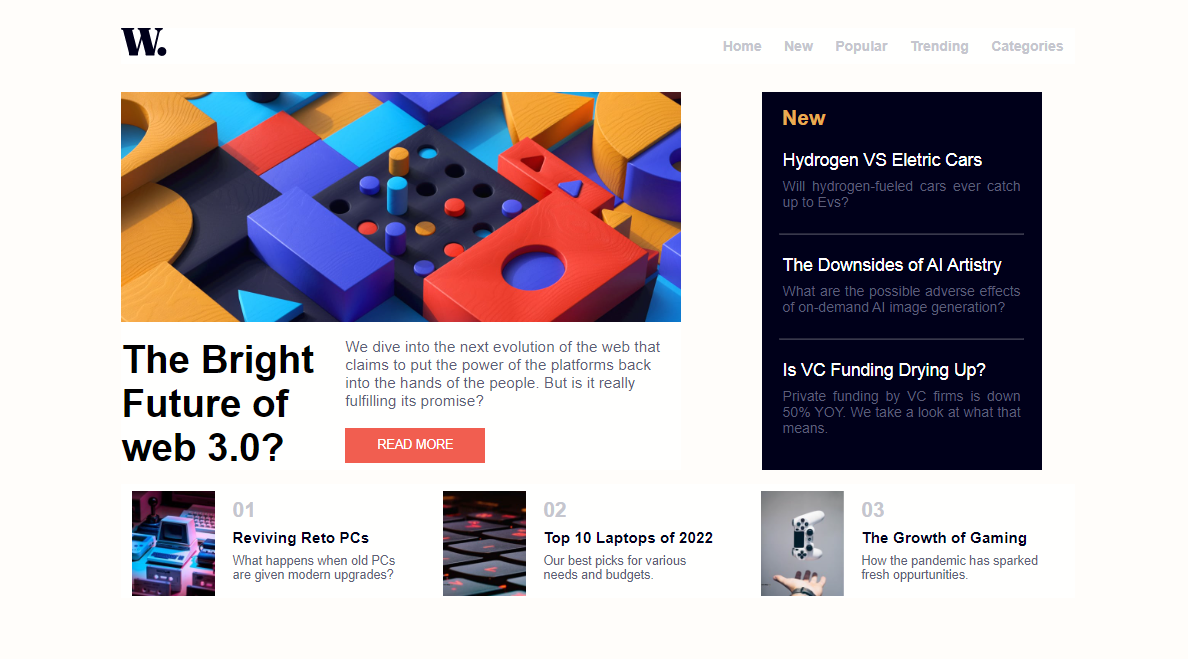 W.
Home New Popular Trending Categories
The Bright
Future of
web 3.0?
We dive into the next evolution of the web that
claims to put the power of the platforms back
into the hands of the people. But is it really
fulfilling its promise?
READ MORE
New
Hydrogen VS Eletric Cars
Will hydrogen-fueled cars ever catch
up to Evs?
The Downsides of AI Artistry
What are the possible adverse effects
of on-demand AI image generation?
Is VC Funding Drying Up?
Private funding by VC firms is down
50% YOY. We take a look at what that
means.
01
Reviving Reto PCs
What happens when old PCs
are given modern upgrades?
02
Top 10 Laptops of 2022
Our best picks for various
needs and budgets.
03
The Growth of Gaming
How the pandemic has sparked
fresh oppurtunities.